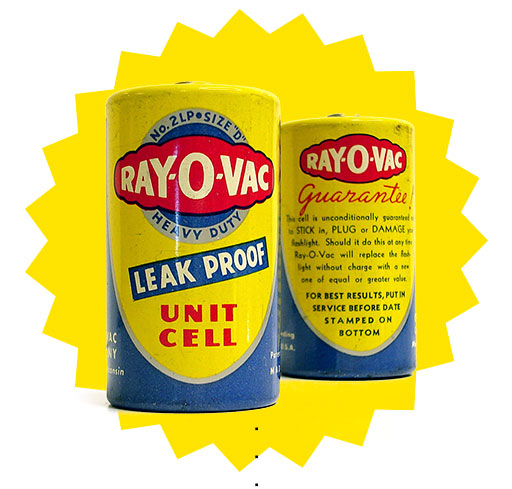 No. 2LP • SIZE "D"
RAY-O-VAC
HEAVY DUTY
LEAK PROOF
UNIT
CELL
RAY-O-VAC
Guarantee!
This cell is unconditionally guaranteed
to STICK in, PLUG or DAMAGE
flashlight. Should it do this at any time
Ray-O-Vac will replace the flash
light without charge with a new
one of equal or greater value.
FOR BEST RESULTS, PUT IN
SERVICE BEFORE DATE
STAMPED ON
BOTTOM